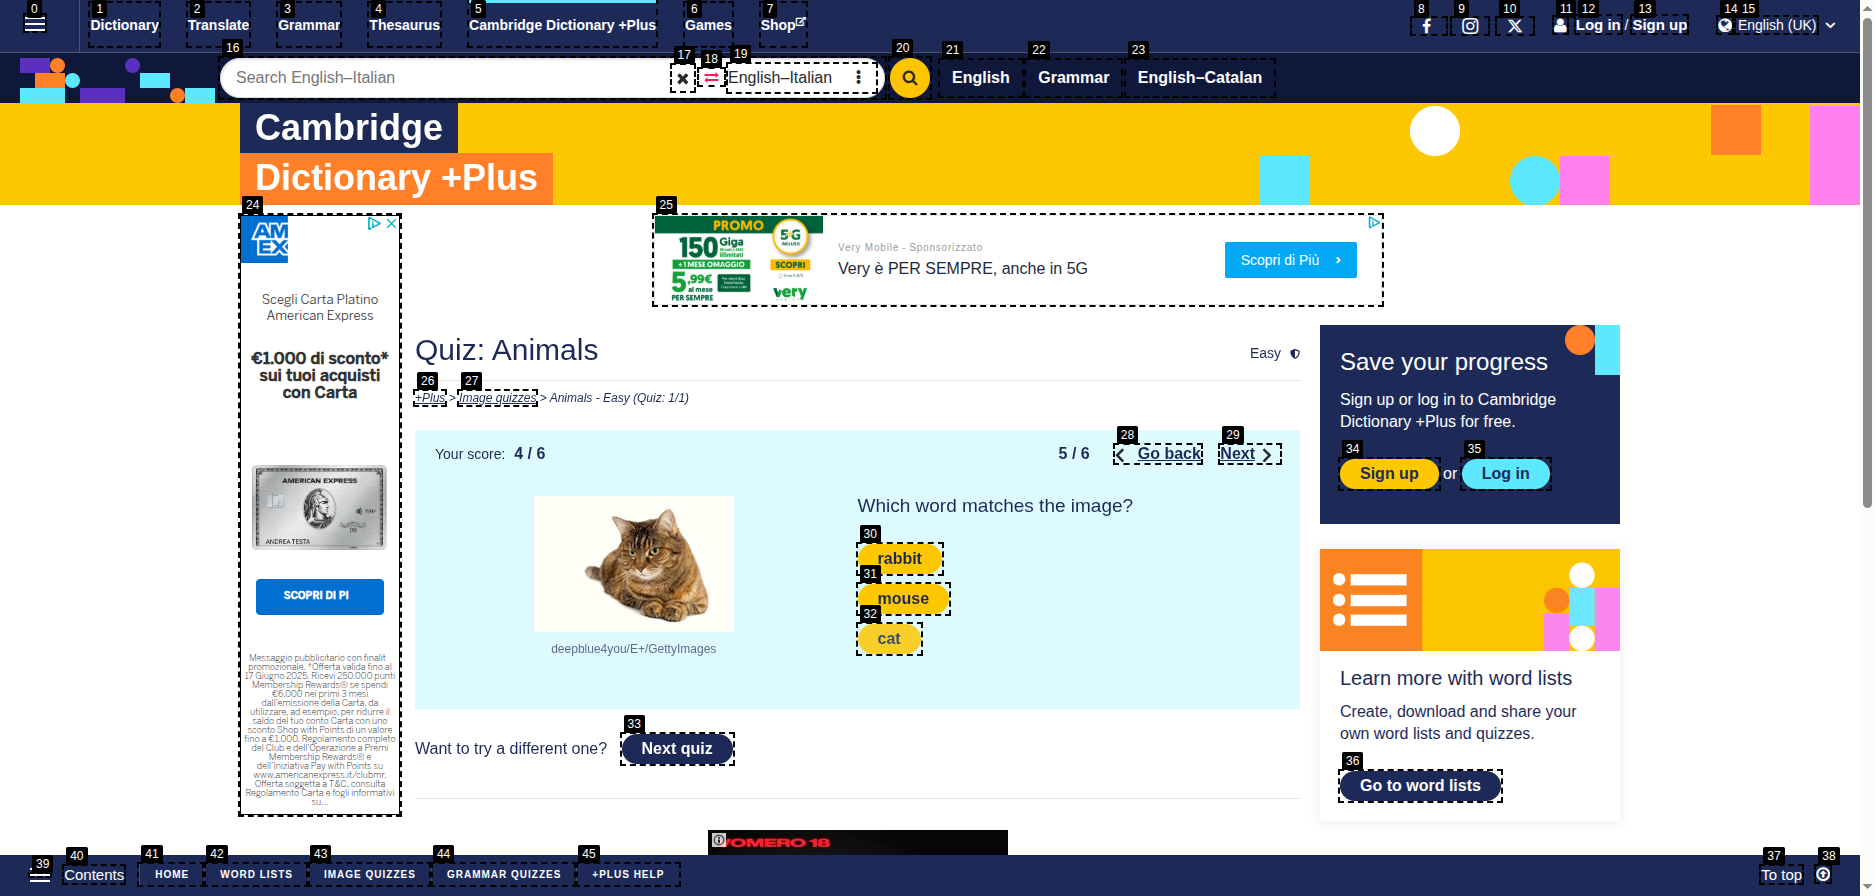 Dictionary
Translate
Grammar
Thesaurus
Cambridge Dictionary +Plus
Games
Shop
Log in / Sign up
English (UK)
Search English–Italian
English–Italian
English
Grammar
English–Catalan
Cambridge
Dictionary +Plus
AM
EX
Scegli Carta Platino
American Express
€1.000 di sconto*
sui tuoi acquisti
con Carta
AMERICAN EXPRESS
ANDREA TESTA
SCOPRI DI PI
Messaggio pubblicitario con finalit
promozionale. *Offerta valida fino al
17 Giugno 2025. Ricevi 250.000 punti
Membership Rewards® se spendi
€6.000 nei primi 3 mesi
dall'emissione della Carta, da
utilizzare, ad esempio, per ridurre il
saldo del tuo conto Carta con uno
sconto Shop with Points di un valore
fino a €1.000. Regolamento completo
del Club e dell'Operazione a Premi
Membership Rewards® e
dell'Iniziativa Pay with Points su
www.americanexpress.it/clubmr.
Offerta soggetta a T&C, consulta
Regolamento Carta e fogli informativi
su...
PROMO
150 Giga
+1 MESE OMAGGIO
5,99€ al mese
PER SEMPRE
5G
SCOPRI
very
Very Mobile - Sponsorizzato
Very è PER SEMPRE, anche in 5G
Scopri di Più
Quiz: Animals
Easy
+Plus > Image quizzes > Animals - Easy (Quiz: 1/1)
Your score: 4 / 6
5 / 6
Go back
Next
Which word matches the image?
rabbit
mouse
cat
deepblue4you/E+/GettyImages
Want to try a different one?
Next quiz
Save your progress
Sign up or log in to Cambridge
Dictionary +Plus for free.
Sign up or Log in
Learn more with word lists
Create, download and share your
own word lists and quizzes.
Go to word lists
VOMERO 18
Contents
HOME
WORD LISTS
IMAGE QUIZZES
GRAMMAR QUIZZES
+PLUS HELP
To top
0
1
2
3
4
5
6
7
8
9
10
11
12
13
14
15
16
17
18
19
20
21
22
23
24
25
26
27
28
29
30
31
32
33
34
35
36
37
38
39
40
41
42
43
44
45